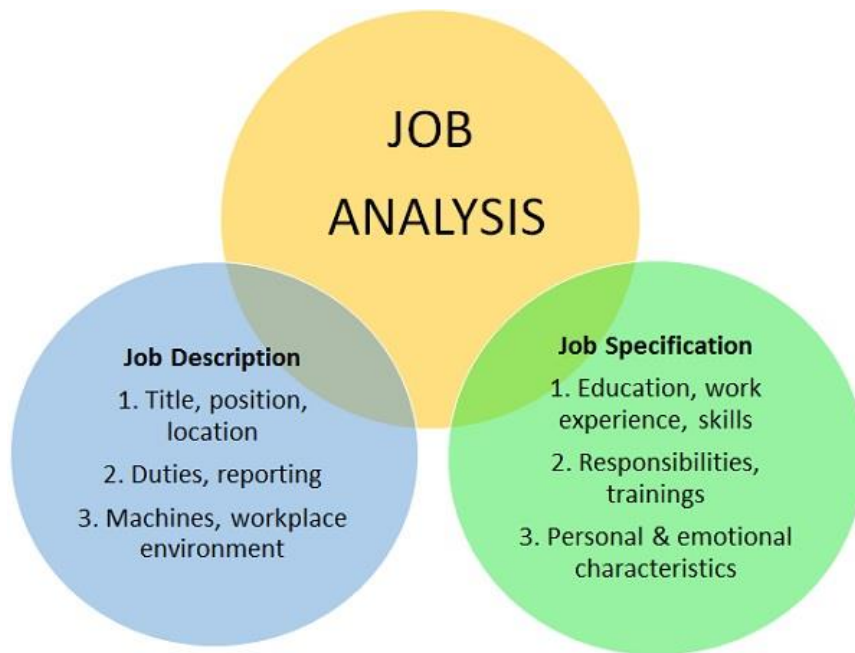 JOB
ANALYSIS
Job Description
1. Title, position,
location
2. Duties, reporting
3. Machines, workplace
environment
Job Specification
1. Education, work
experience, skills
2. Responsibilities,
trainings
3. Personal & emotional
characteristics